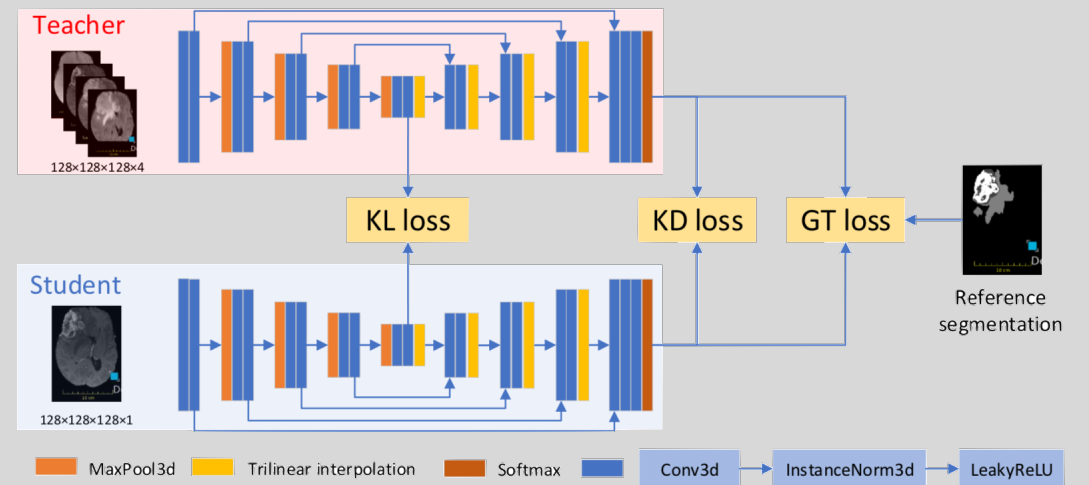 Teacher
128×128×128×4
KL loss
KD loss
GT loss
Reference
segmentation
Student
128×128×128×1
MaxPool3d
Trilinear interpolation
Softmax
Conv3d
InstanceNorm3d
LeakyReLU